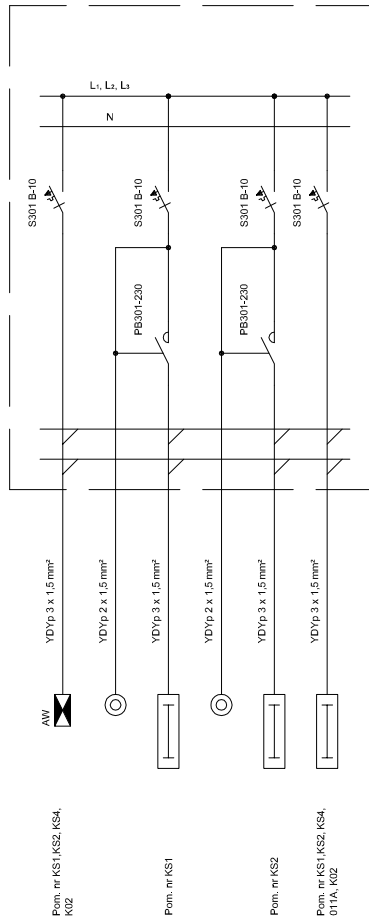 L1, L2, L3
N
S301 B-10
S301 B-10
S301 B-10
S301 B-10
PB301-230
PB301-230
YDYp 3 x 1,5 mm²
YDYp 2 x 1,5 mm²
YDYp 3 x 1,5 mm²
YDYp 2 x 1,5 mm²
YDYp 3 x 1,5 mm²
YDYp 3 x 1,5 mm²
AW
Pom. nr KS1,KS2, KS4,
K02
Pom. nr KS1
Pom. nr KS2
Pom. nr KS1,KS2, KS4,
011A, K02